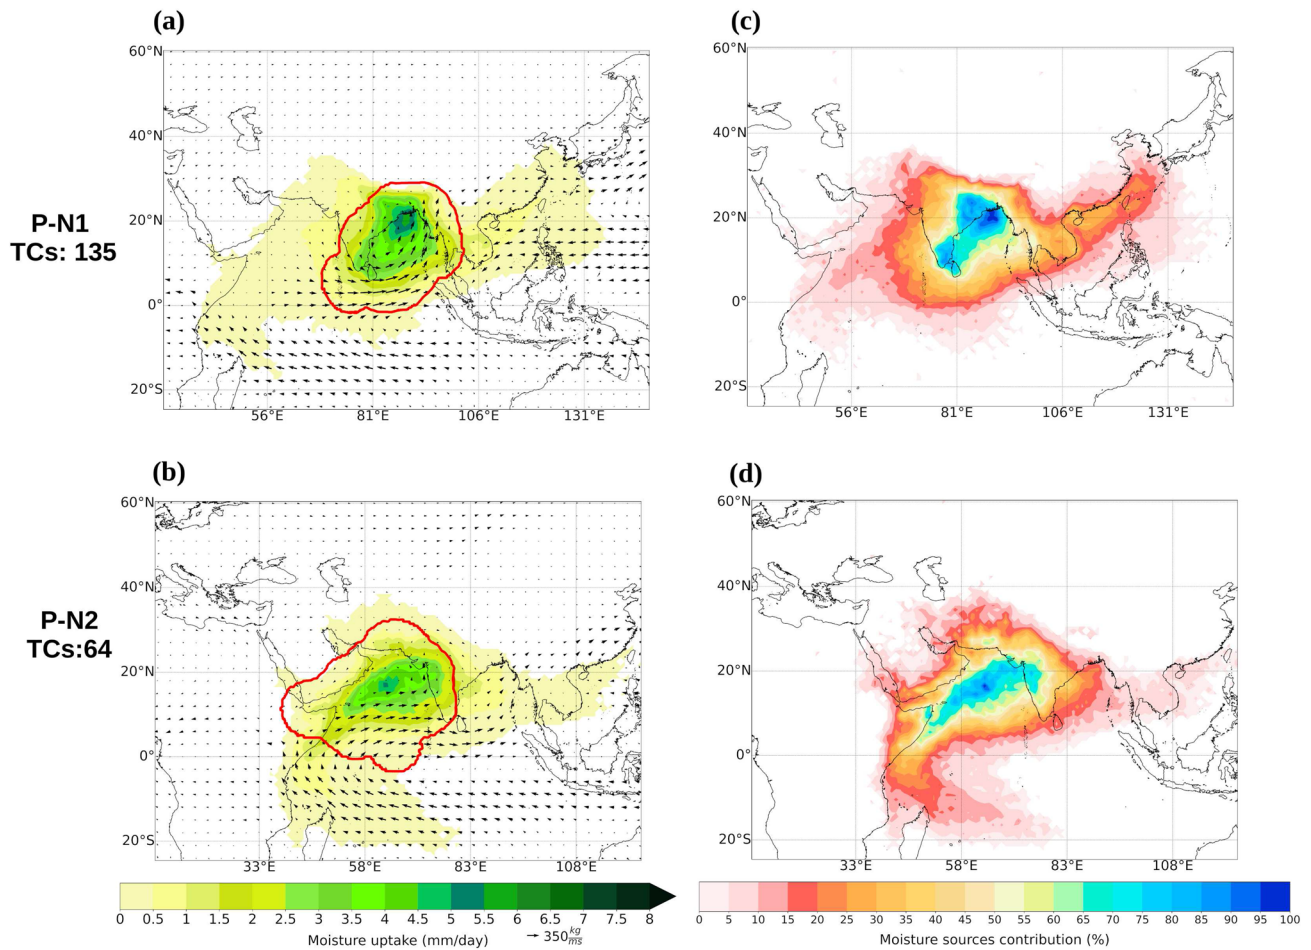 (a)
(c)
60°N
40°N
20°N
0°
20°S
56°E 81°E 106°E 131°E
60°N
40°N
20°N
0°
20°S
56°E 81°E 106°E 131°E
P-N1
TCs: 135
(b)
(d)
60°N
40°N
20°N
0°
20°S
33°E 58°E 83°E 108°E
60°N
40°N
20°N
0°
20°S
33°E 58°E 83°E 108°E
P-N2
TCs:64
0 0.5 1 1.5 2 2.5 3 3.5 4 4.5 5 5.5 6 6.5 7 7.5 8
Moisture uptake (mm/day)
350 kg/ms
0 5 10 15 20 25 30 35 40 45 50 55 60 65 70 75 80 85 90 95 100
Moisture sources contribution (%)